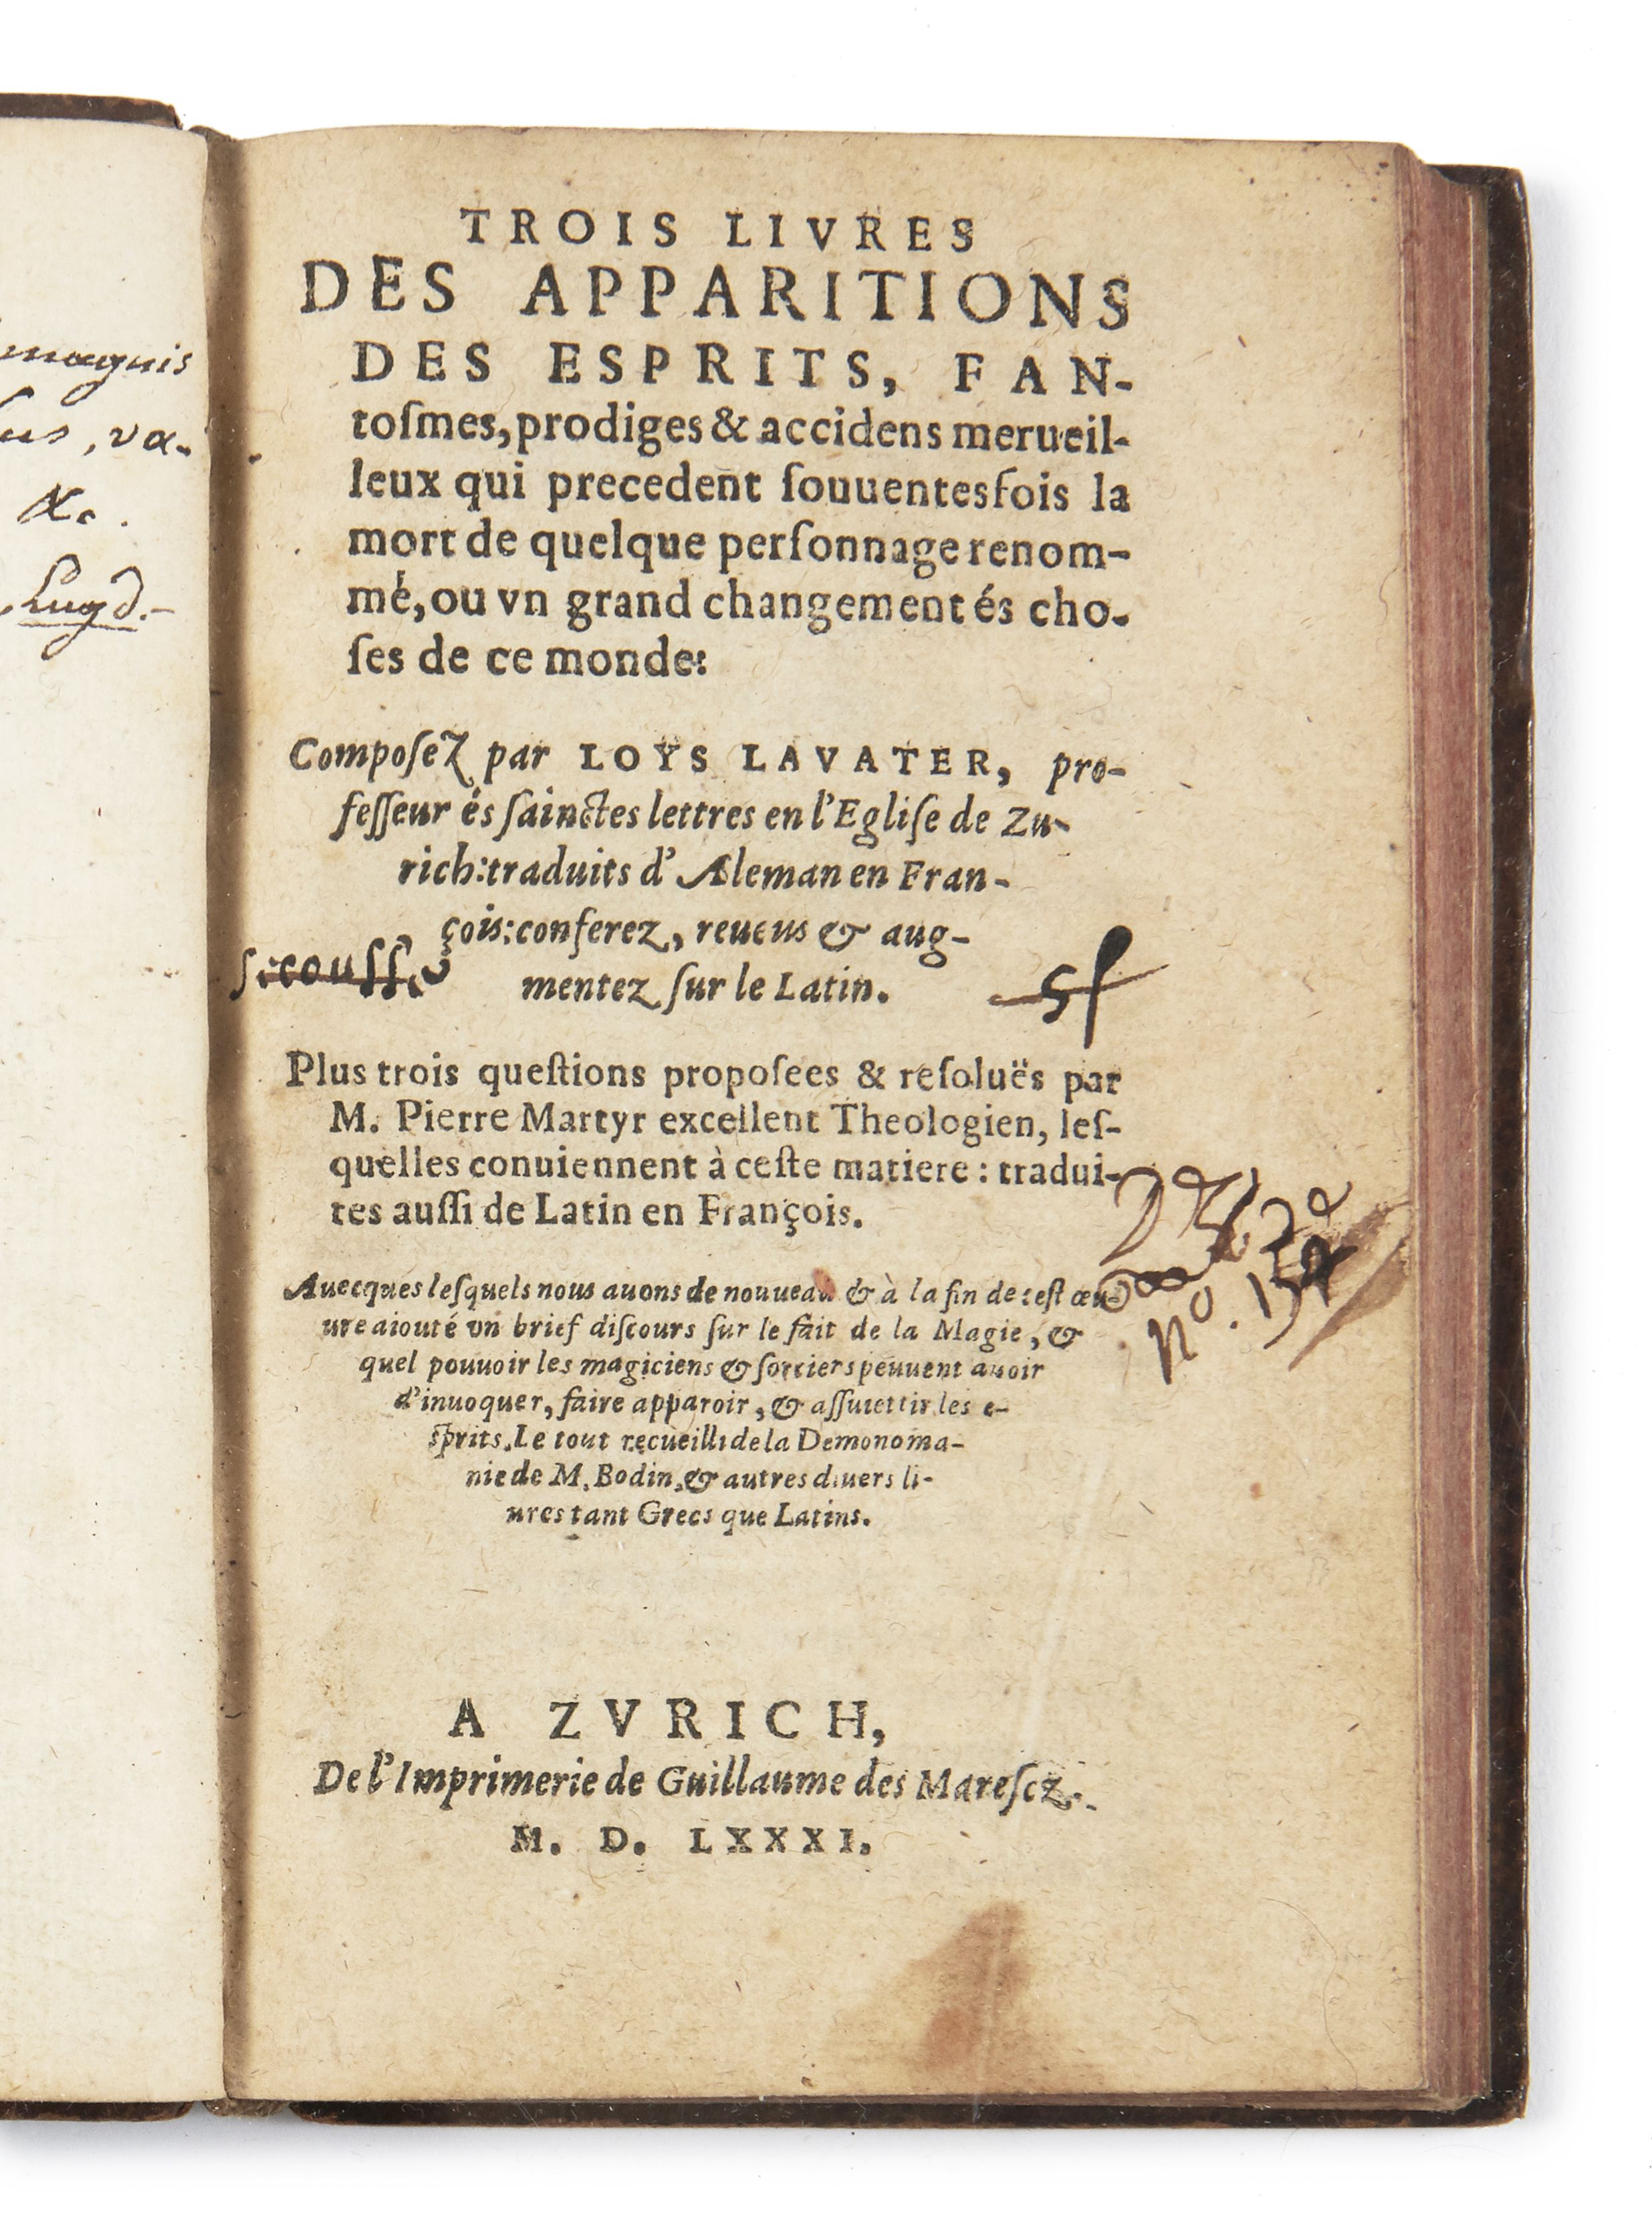 maguis
us, va-
&c.
Lugd.-
TROIS LIVRES
DES APPARITIONS
DES ESPRITS, FAN-
toſmes, prodiges & accidens merueil-
leux qui precedent ſouuentesfois la
mort de quelque perſonnage renom-
mé, ou vn grand changement és cho-
ſes de ce monde:
Compoſez par LOYS LAVATER, pro-
feſſeur és ſainctes lettres en l'Egliſe de Zu-
rich: traduits d'Aleman en Fran-
çois: conferez, reueus & aug-
mentez ſur le Latin.
Plus trois queſtions propoſees & reſoluës par
M. Pierre Martyr excellent Theologien, leſ-
quelles conuiennent à ceſte matiere: tradui-
tes auſſi de Latin en François.
Auecques leſquels nous auons de nouueau & à la fin de ceſt œu-
ure aiouté vn brief diſcours ſur le fait de la Magie, &
quel pouuoir les magiciens & ſorciers peuuent auoir
d'inuoquer, faire apparoir, & aſſuiettir les e-
ſprits. Le tout recueilli de la Demonoma-
nie de M. Bodin, & autres diuers li-
ures tant Grecs que Latins.
no.
A ZVRICH,
De l'Imprimerie de Guillaume des Mareſcz.
M. D. LXXXI.